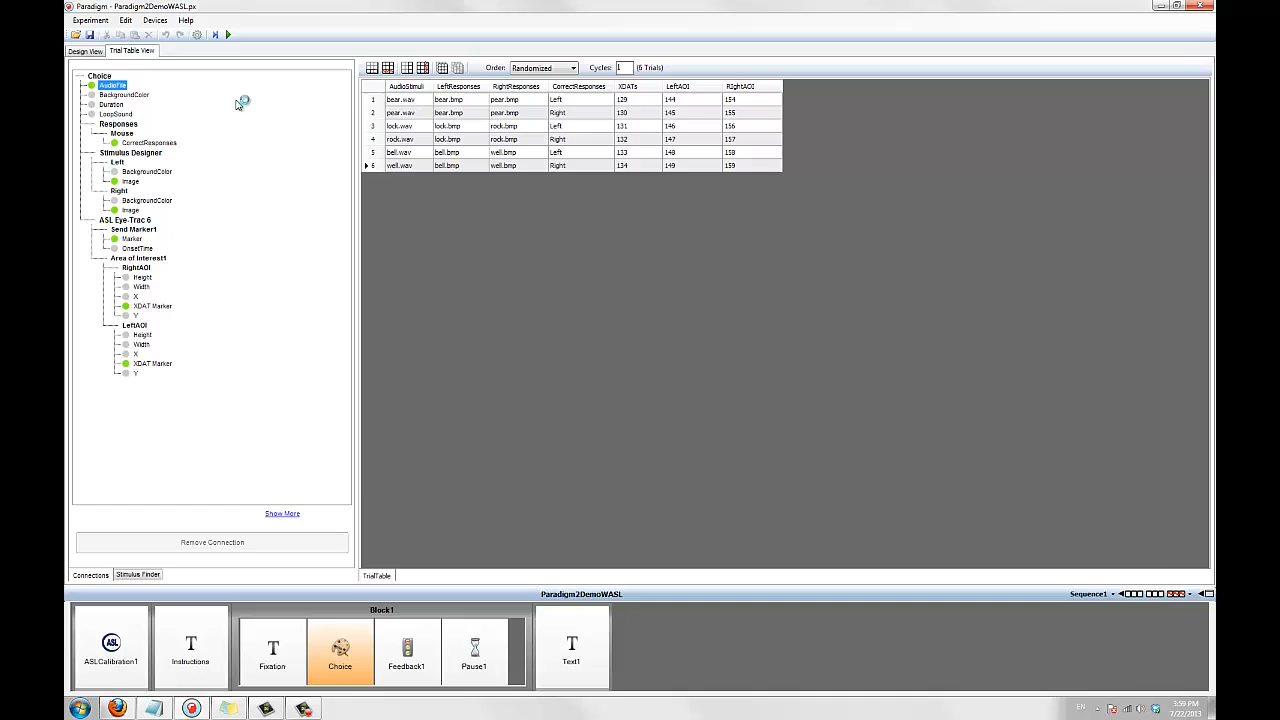 Paradigm - Paradigm2DemoWASL.px
Experiment Edit Devices Help
Design View Trial Table View
Order: Randomized Cycles: 1 (6 Trials)
Choice
AudioFile
BackgroundColor
Duration
LoopSound
Responses
Mouse
CorrectResponses
Stimulus Designer
Left
BackgroundColor
Image
Right
BackgroundColor
Image
ASL Eye-Trac 6
Send Marker1
Marker
OnsetTime
Area of Interest1
RightAOI
Height
Width
X
XDAT Marker
Y
LeftAOI
Height
Width
X
XDAT Marker
Y
Show More
Remove Connection
Connections Stimulus Finder
AudioStimuli LeftResponses RightResponses CorrectResponses XDATs LeftAOI RightAOI
1 bear.wav bear.bmp pear.bmp Left 129 144 154
2 pear.wav bear.bmp pear.bmp Right 130 145 155
3 lock.wav lock.bmp rock.bmp Left 131 146 156
4 rock.wav lock.bmp rock.bmp Right 132 147 157
5 bell.wav bell.bmp well.bmp Left 133 148 158
6 well.wav bell.bmp well.bmp Right 134 149 159
TrialTable
Paradigm2DemoWASL
Sequence1
Block1
ASL
ASLCalibration1
T
Instructions
T
Fixation
Choice
Feedback1
Pause1
T
Text1
EN
3:59 PM
7/22/2013